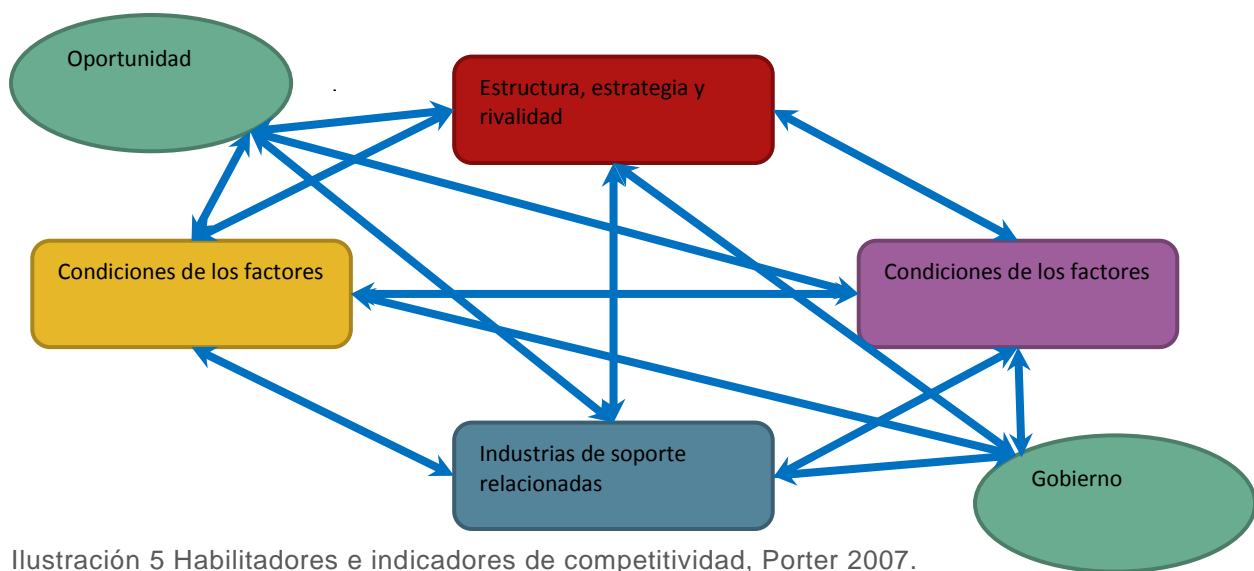 Oportunidad
Estructura, estrategia y
rivalidad
Condiciones de los factores
Condiciones de los factores
Industrias de soporte
relacionadas
Gobierno
Ilustración 5 Habilitadores e indicadores de competitividad, Porter 2007.